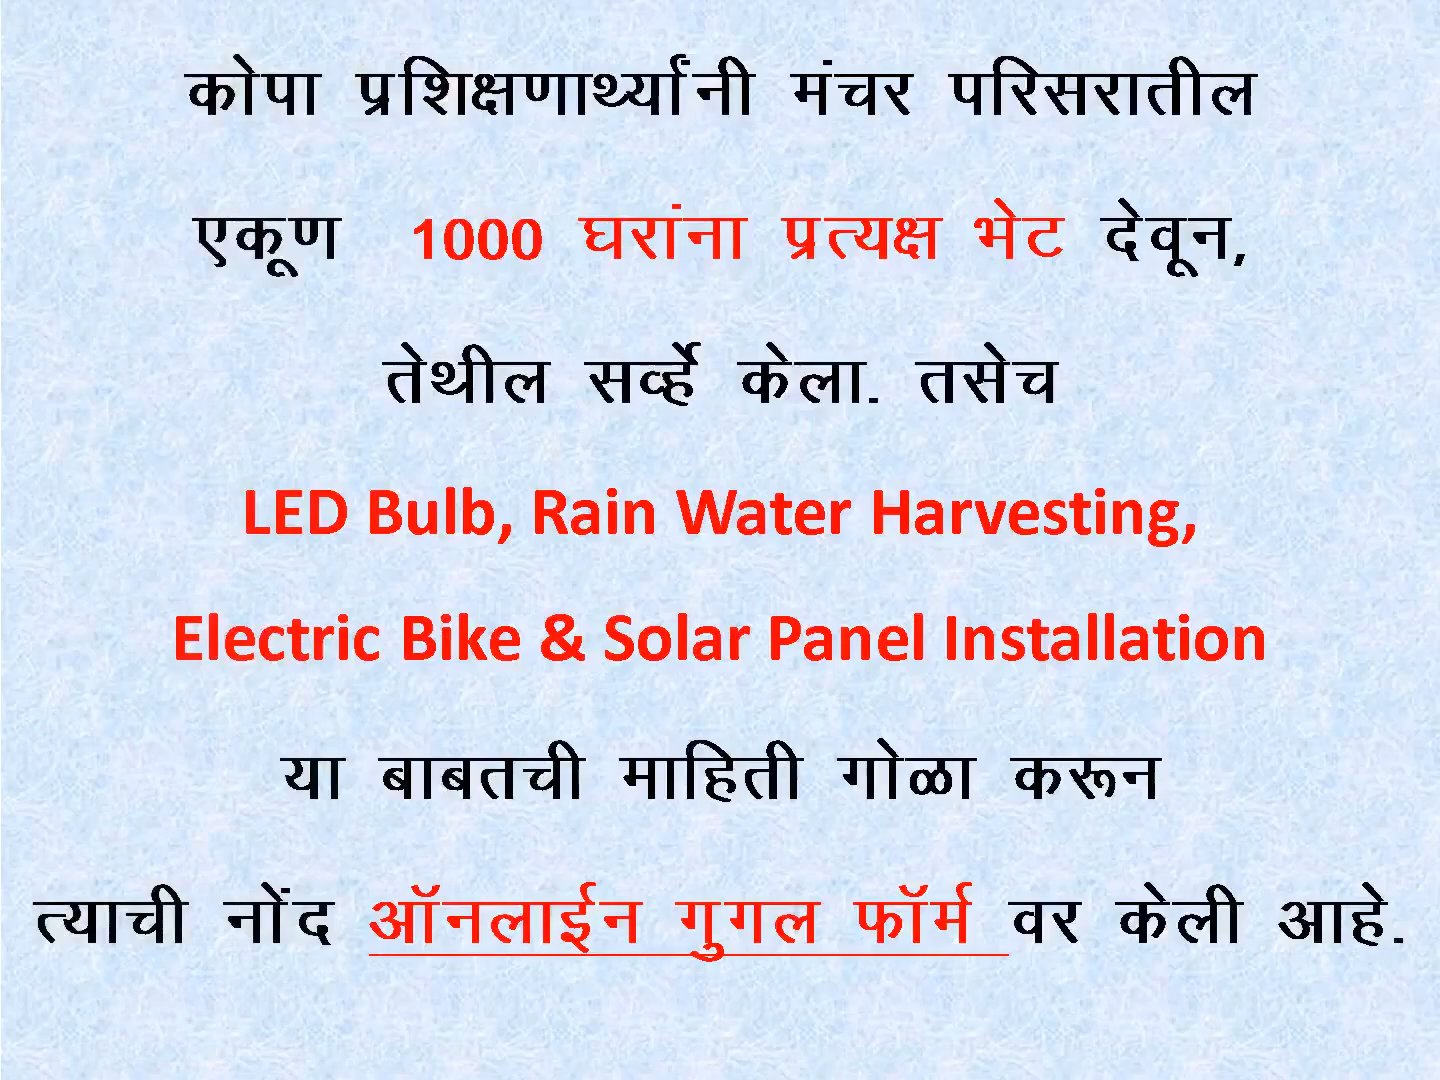 कोपा प्रशिक्षणार्थ्यांनी मंचर परिसरातील
एकूण 1000 घरांना प्रत्यक्ष भेट देवून,
तेथील सर्व्हे केला. तसेच
LED Bulb, Rain Water Harvesting,
Electric Bike & Solar Panel Installation
या बाबतची माहिती गोळा करून
त्याची नोंद ऑनलाईन गुगल फॉर्म वर केली आहे.